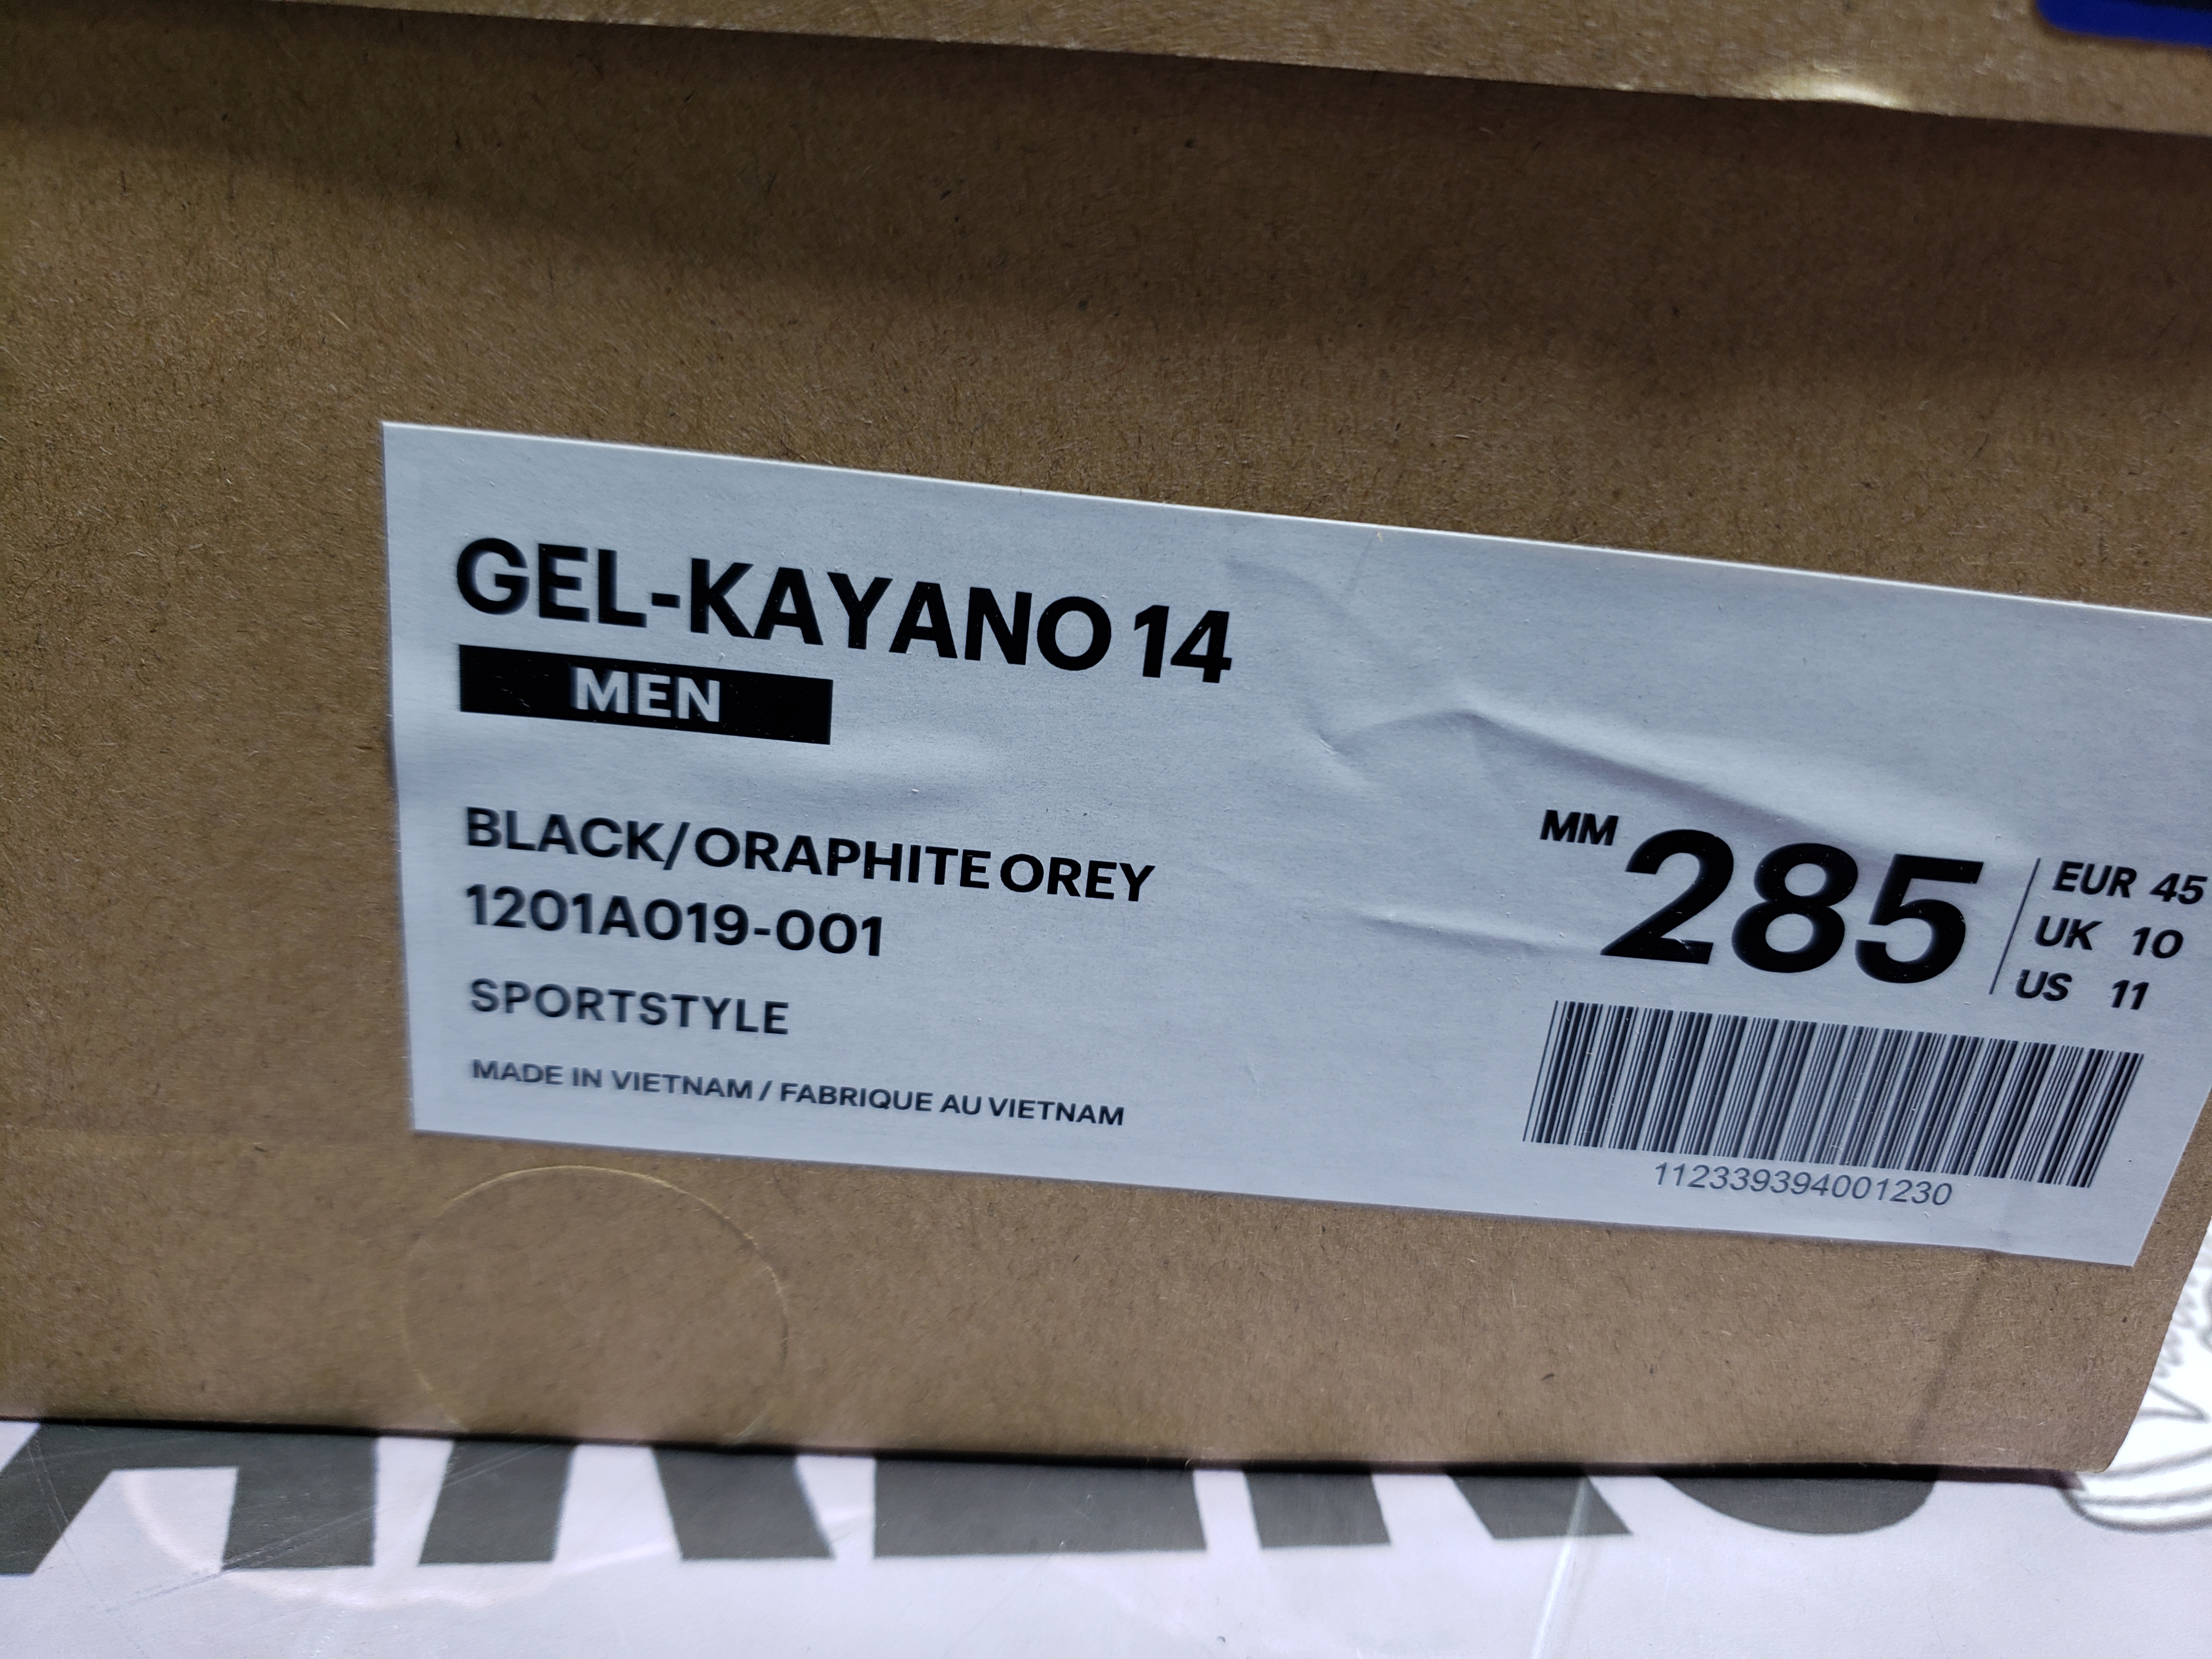 GEL-KAYANO 14
MEN
BLACK/ORAPHITE OREY
1201A019-001
SPORTSTYLE
MADE IN VIETNAM / FABRIQUE AU VIETNAM
MM 285
EUR 45
UK 10
US 11
112339394001230